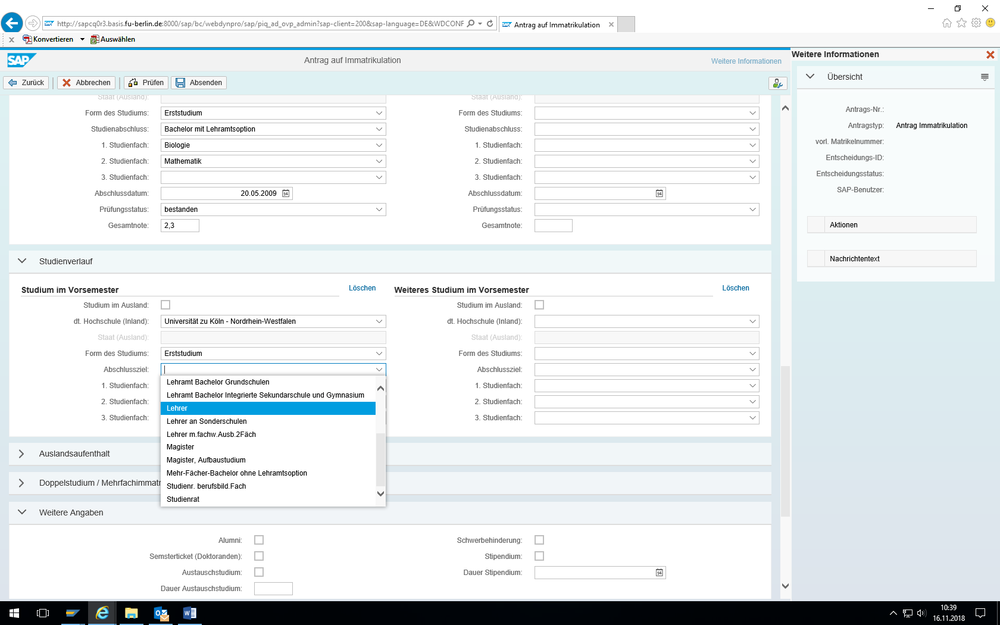 http://sapcq0r3.basis.fu-berlin.de:8000/sap/bc/webdynpro/sap/piq_ad_ovp_admin?sap-client=200&sap-language=DE&WDCONF
Antrag auf Immatrikulation
x Konvertieren Auswählen
SAP Antrag auf Immatrikulation Weitere Informationen
Weitere Informationen
Zurück Abbrechen Prüfen Absenden
Übersicht
Staat (Ausland): Staat (Ausland):
Form des Studiums: Erststudium Form des Studiums:
Studienabschluss: Bachelor mit Lehramtsoption Studienabschluss:
1. Studienfach: Biologie 1. Studienfach:
2. Studienfach: Mathematik 2. Studienfach:
3. Studienfach: 3. Studienfach:
Abschlussdatum: 20.05.2009 14 Abschlussdatum: 14
Prüfungsstatus: bestanden Prüfungsstatus:
Gesamtnote: 2,3 Gesamtnote:
Antrags-Nr.:
Antragstyp: Antrag Immatrikulation
vorl. Matrikelnummer:
Entscheidungs-ID:
Entscheidungsstatus:
SAP-Benutzer:
Aktionen
Nachrichtentext
Studienverlauf
Studium im Vorsemester Löschen Weiteres Studium im Vorsemester Löschen
Studium im Ausland: Studium im Ausland:
dt. Hochschule (Inland): Universität zu Köln - Nordrhein-Westfalen dt. Hochschule (Inland):
Staat (Ausland): Staat (Ausland):
Form des Studiums: Erststudium Form des Studiums:
Abschlussziel: Abschlussziel:
1. Studienfach: 1. Studienfach:
2. Studienfach: 2. Studienfach:
3. Studienfach: 3. Studienfach:
Lehramt Bachelor Grundschulen
Lehramt Bachelor Integrierte Sekundarschule und Gymnasium
Lehrer
Lehrer an Sonderschulen
Lehrer m.fachw.Ausb.2Fäch
Magister
Magister, Aufbaustudium
Mehr-Fächer-Bachelor ohne Lehramtsoption
Studienr. berufsbild.Fach
Studienrat
Auslandsaufenthalt
Doppelstudium / Mehrfachimmatr
Weitere Angaben
Alumni: Schwerbehinderung:
Semsterticket (Doktoranden): Stipendium:
Austauschstudium: Dauer Stipendium: 14
Dauer Austauschstudium:
10:39
16.11.2018